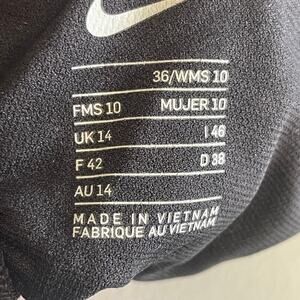 36/WMS 10
FMS 10 MUJER 10
UK 14 I 46
F 42 D 38
AU 14
MADE IN VIETNAM
FABRIQUE AU VIETNAM